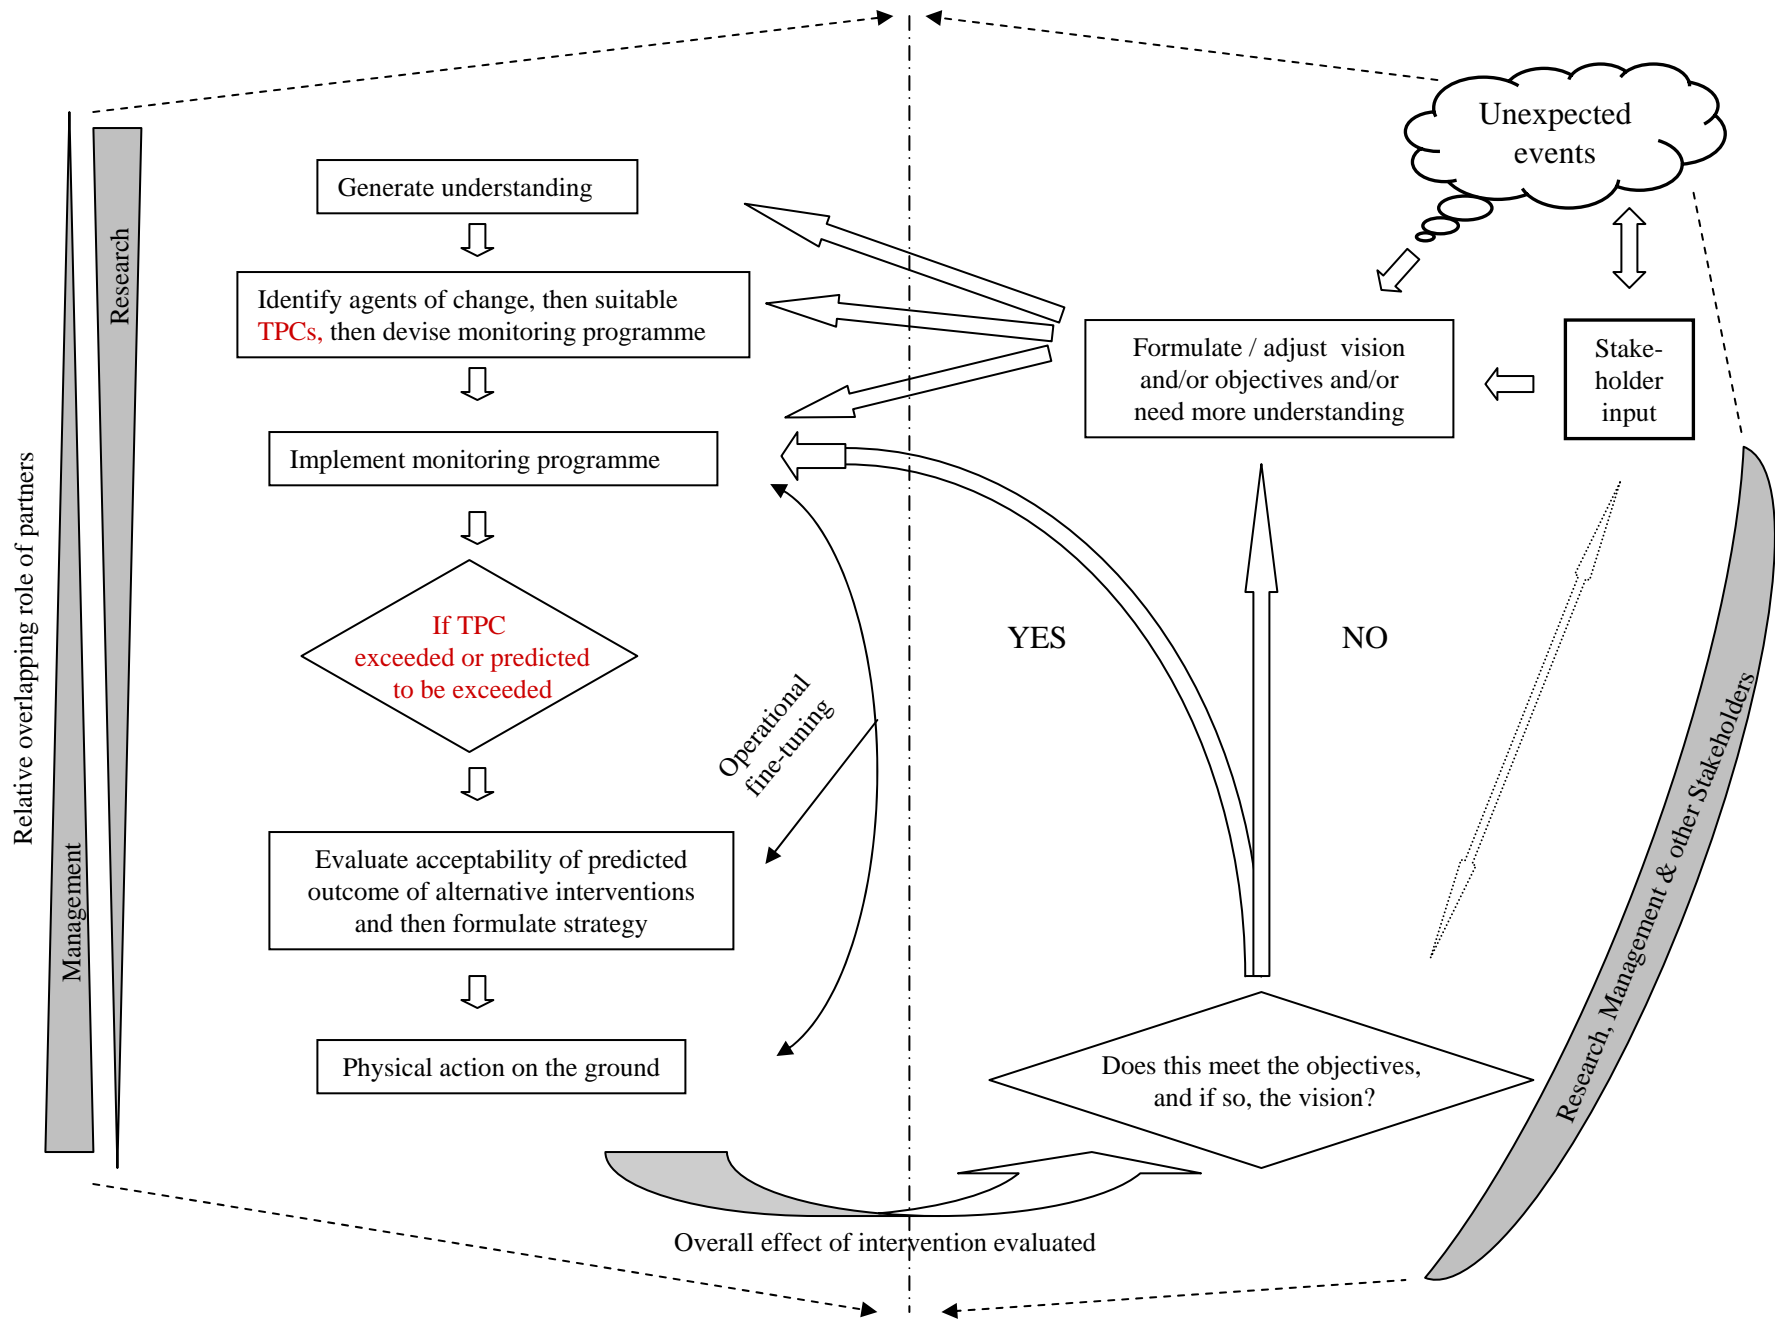 Unexpected
events
Generate understanding
Research
Identify agents of change, then suitable
TPCs, then devise monitoring programme
Formulate / adjust vision
and/or objectives and/or
need more understanding
Stake-
holder
input
Implement monitoring programme
Relative overlapping role of partners
If TPC
exceeded or predicted
to be exceeded
YES
NO
Operational
fine-tuning
Management
Evaluate acceptability of predicted
outcome of alternative interventions
and then formulate strategy
Research, Management & other Stakeholders
Physical action on the ground
Does this meet the objectives,
and if so, the vision?
Overall effect of intervention evaluated